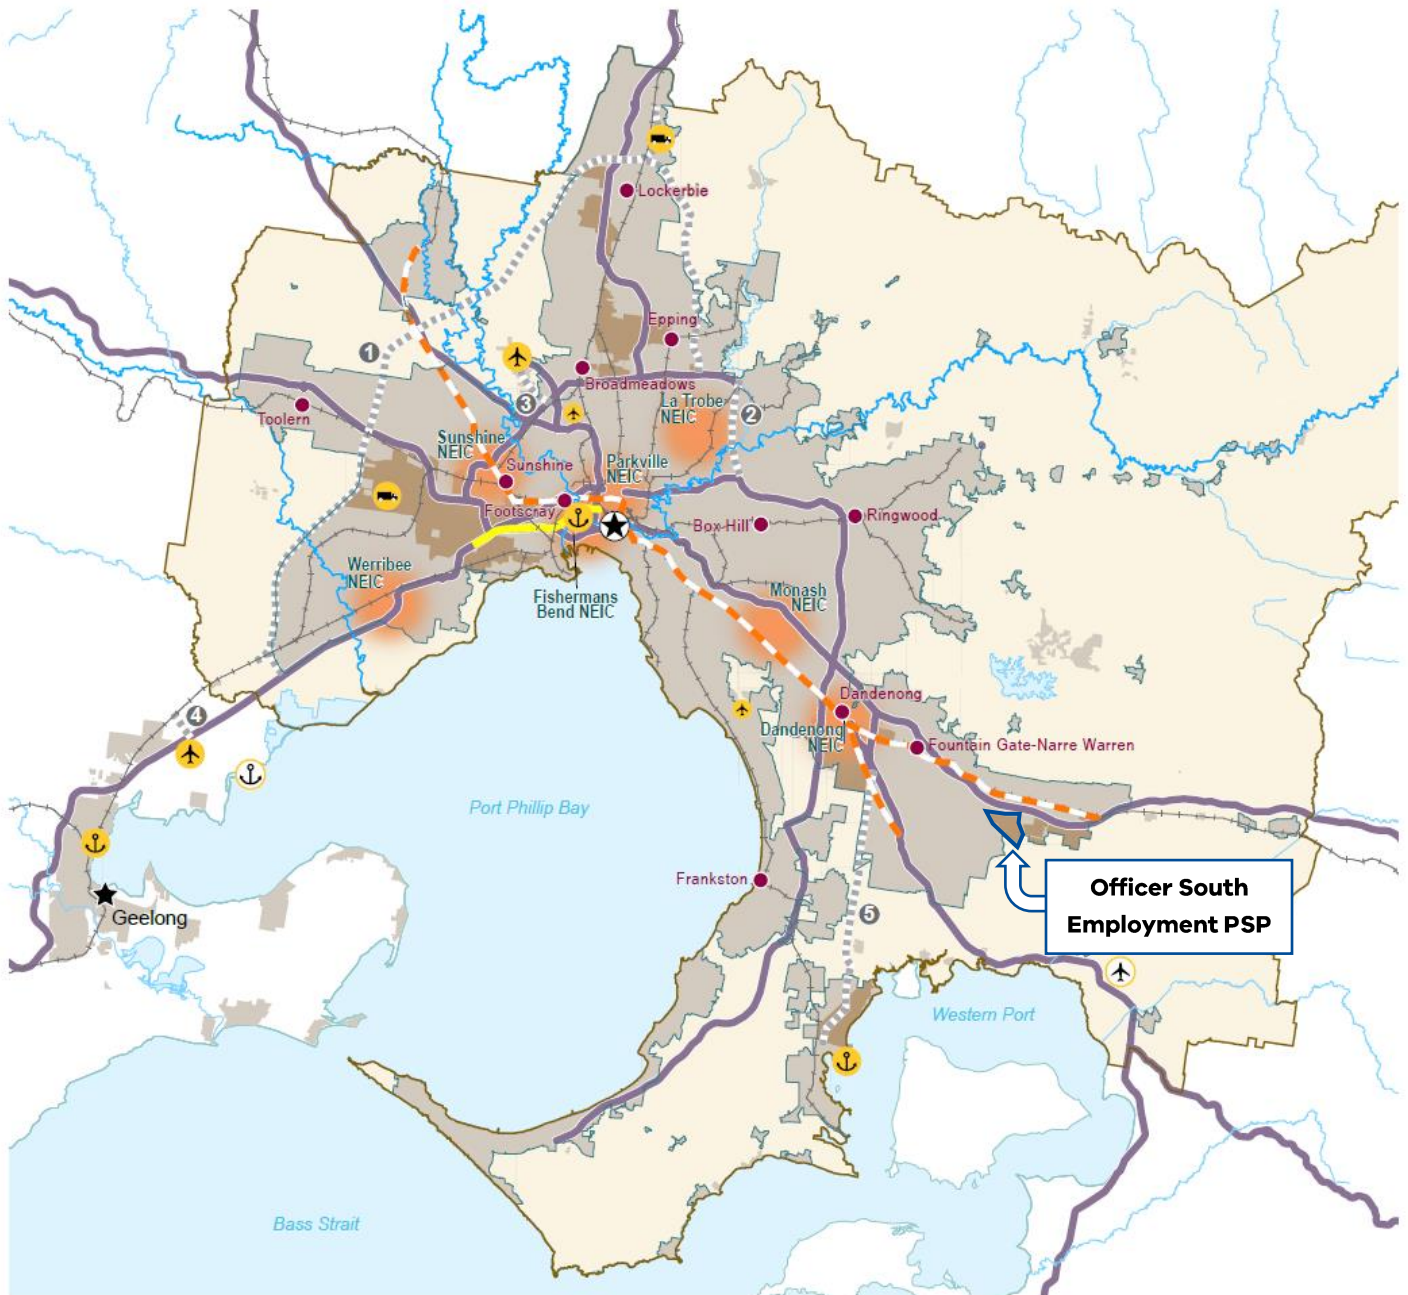 Lockerbie
Epping
1
Broadmeadows
3
La Trobe
NEIC
2
Toolern
Sunshine
NEIC
Sunshine
Parkville
NEIC
Footscray
Box Hill
Ringwood
Werribee
NEIC
Fishermans
Bend NEIC
Monash
NEIC
Dandenong
4
Dandenong
NEIC
Fountain Gate-Narre Warren
Port Phillip Bay
Frankston
Officer South
Employment PSP
Geelong
5
Western Port
Bass Strait